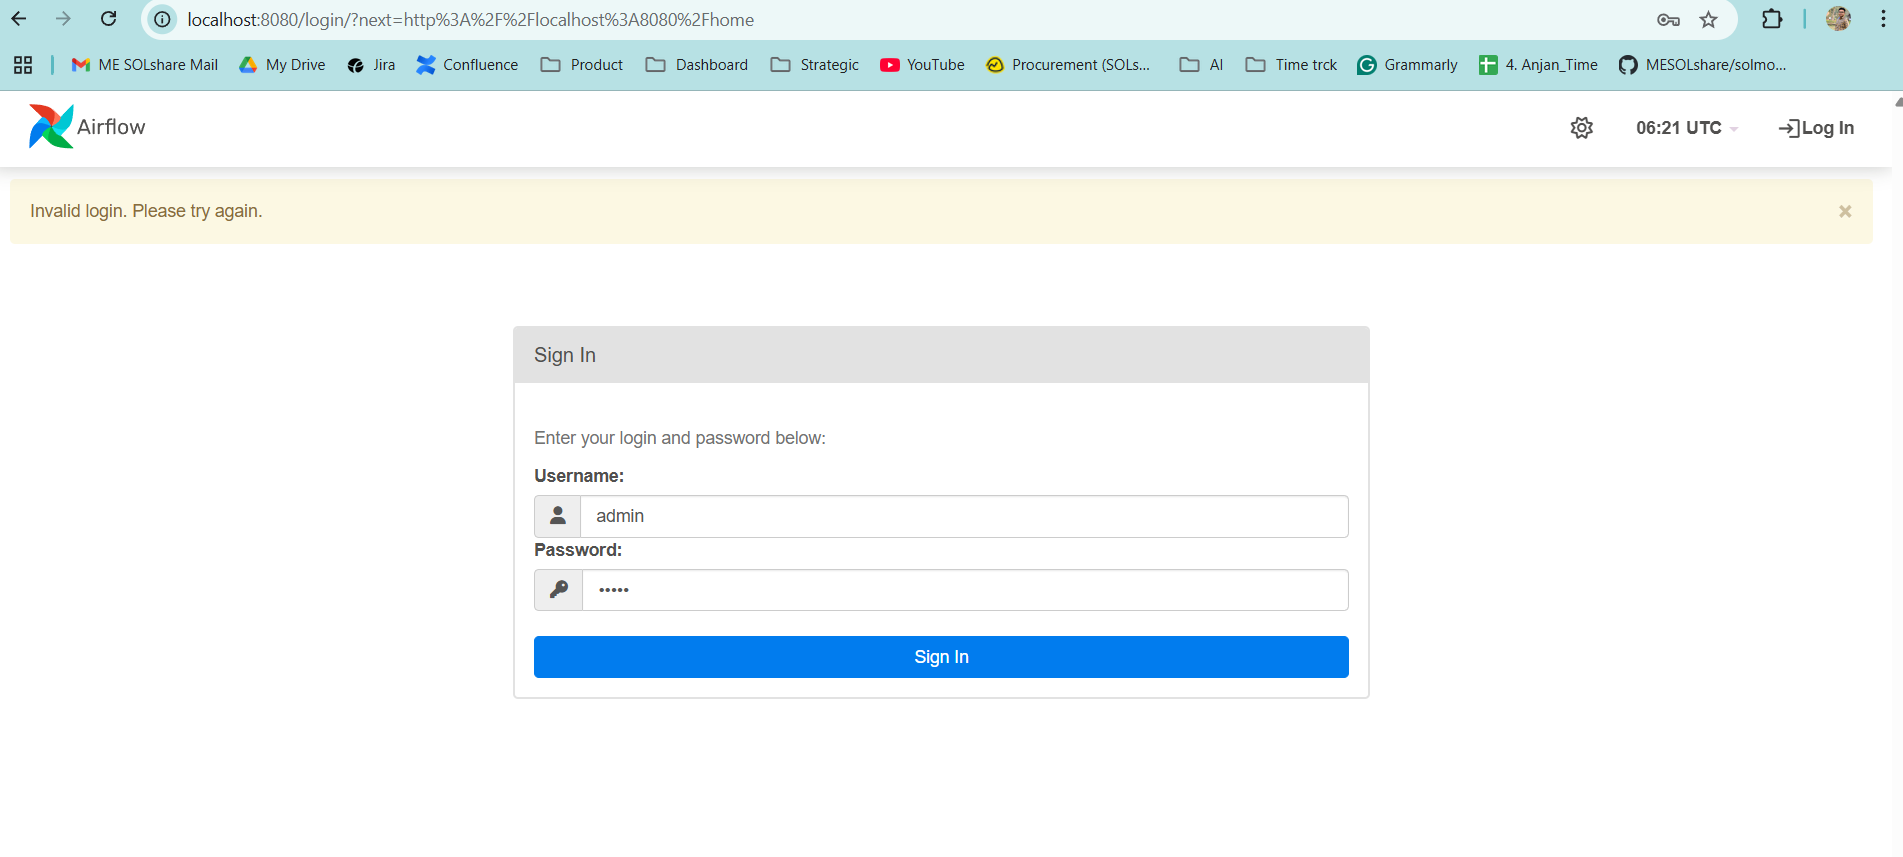 localhost:8080/login/?next=http%3A%2F%2Flocalhost%3A8080%2Fhome
ME SOLshare Mail My Drive Jira Confluence Product Dashboard Strategic YouTube Procurement (SOLs... AI Time trck Grammarly 4. Anjan_Time MESOLshare/solmo...
Airflow 06:21 UTC Log In
Invalid login. Please try again. ×
Sign In
Enter your login and password below:
Username:
admin
Password:
•••••
Sign In